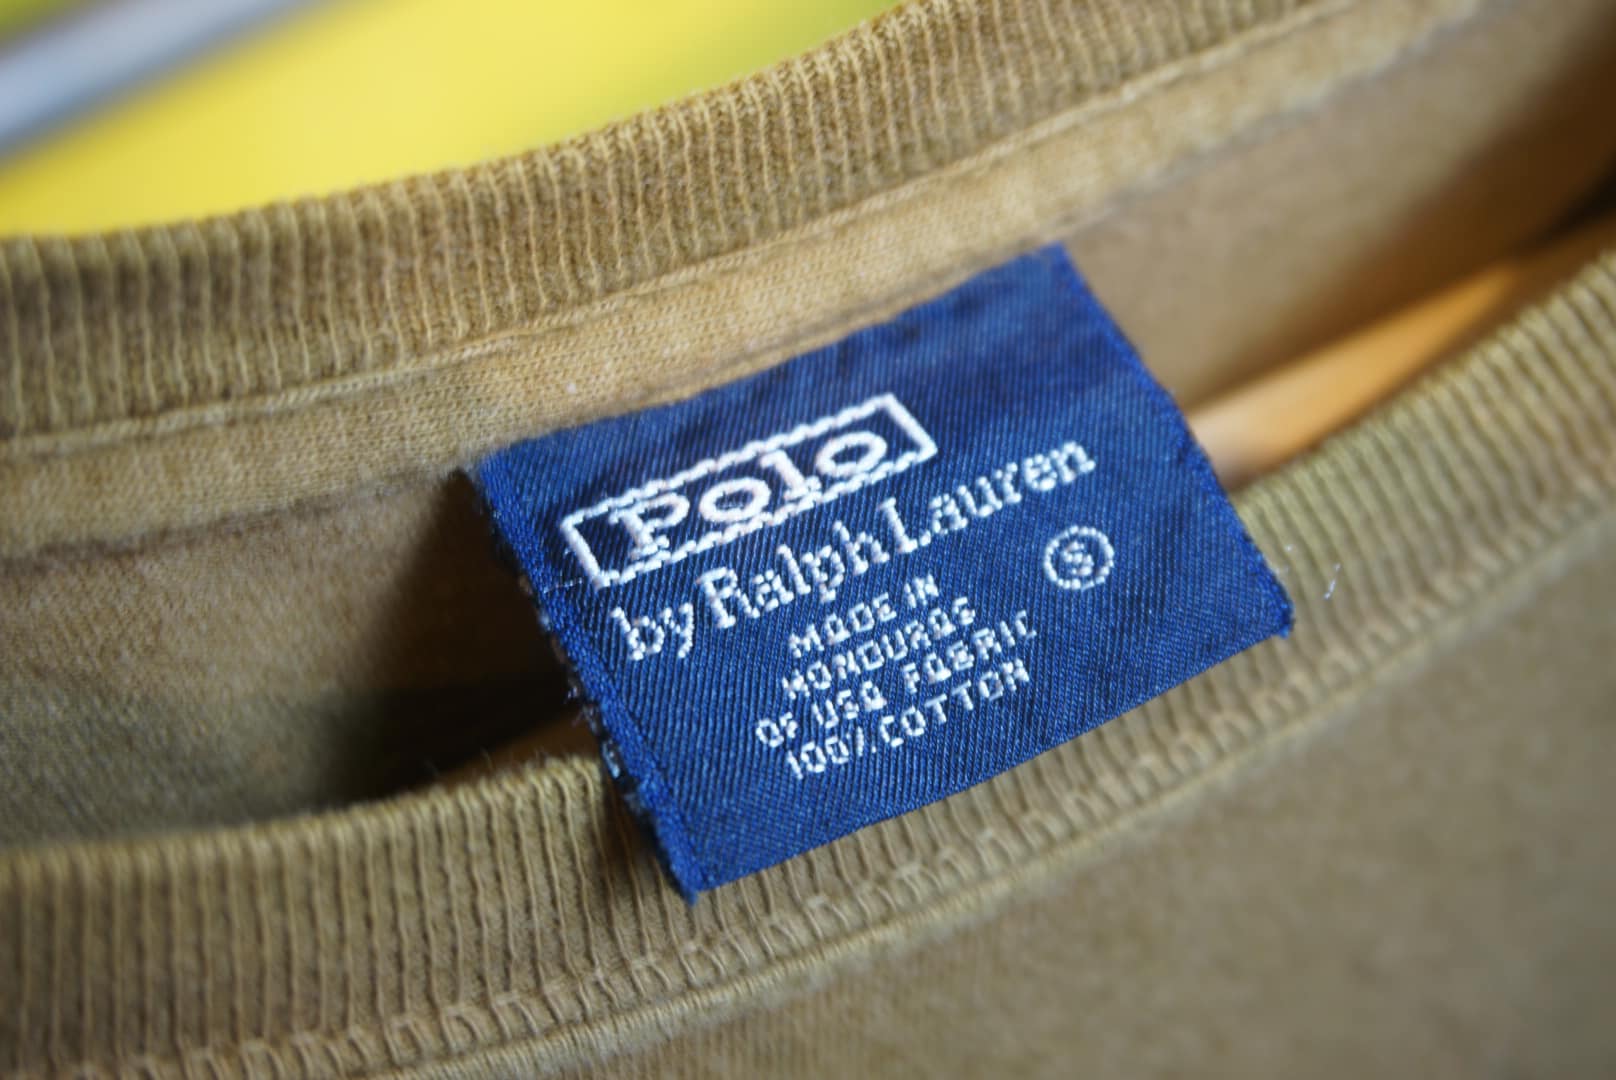 Polo
by Ralph Lauren
S
MADE IN
HONDURAS
OF USA FABRIC
100% COTTON